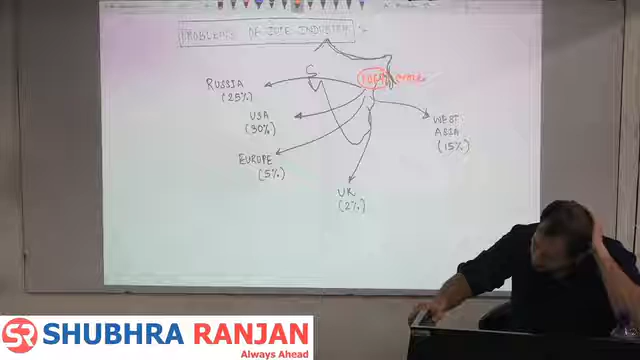 PROBLEMS OF JUTE INDUSTRY
RUSSIA
(25%)
USA
(30%)
EUROPE
(5%)
UK
(2%)
WEST
ASIA
(15%)
SR
SHUBHRA RANJAN
Always Ahead